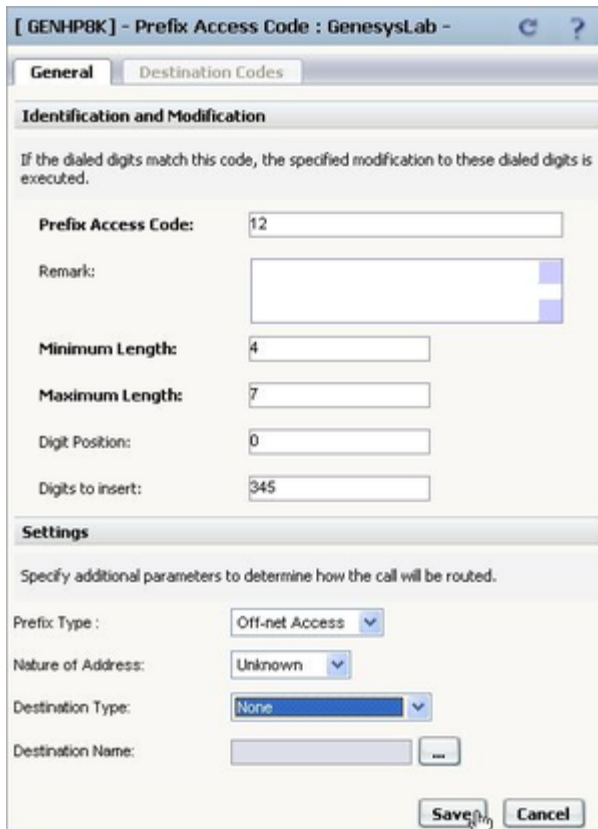 [ GENHP8K] - Prefix Access Code : GenesysLab -
?
General
Destination Codes
Identification and Modification
If the dialed digits match this code, the specified modification to these dialed digits is
executed.
Prefix Access Code: 12
Remark:
Minimum Length: 4
Maximum Length: 7
Digit Position: 0
Digits to insert: 345
Settings
Specify additional parameters to determine how the call will be routed.
Prefix Type : Off-net Access
Nature of Address: Unknown
Destination Type: None
Destination Name: ...
Save Cancel